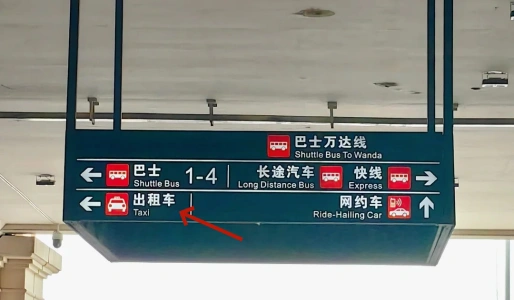 巴士万达线
Shuttle Bus To Wanda
巴士 1-4 长途汽车 快线
Shuttle Bus Long Distance Bus Express
出租车 网约车
Taxi Ride-Hailing Car